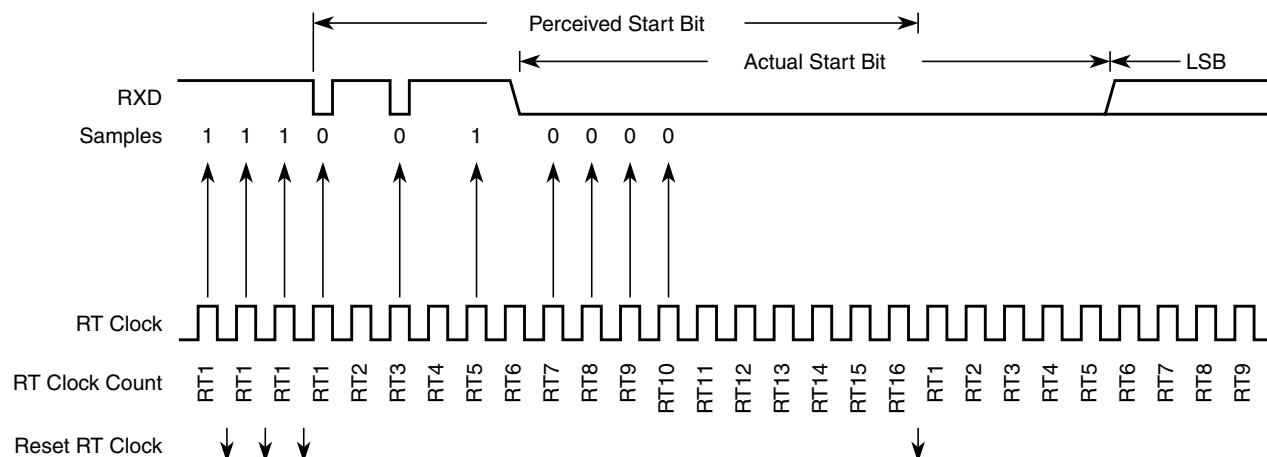 Perceived Start Bit
Actual Start Bit
LSB
RXD
Samples 1 1 1 0 0 1 0 0 0 0
RT Clock
RT Clock Count RT1 RT1 RT1 RT1 RT2 RT3 RT4 RT5 RT6 RT7 RT8 RT9 RT10 RT11 RT12 RT13 RT14 RT15 RT16 RT1 RT2 RT3 RT4 RT5 RT6 RT7 RT8 RT9
Reset RT Clock